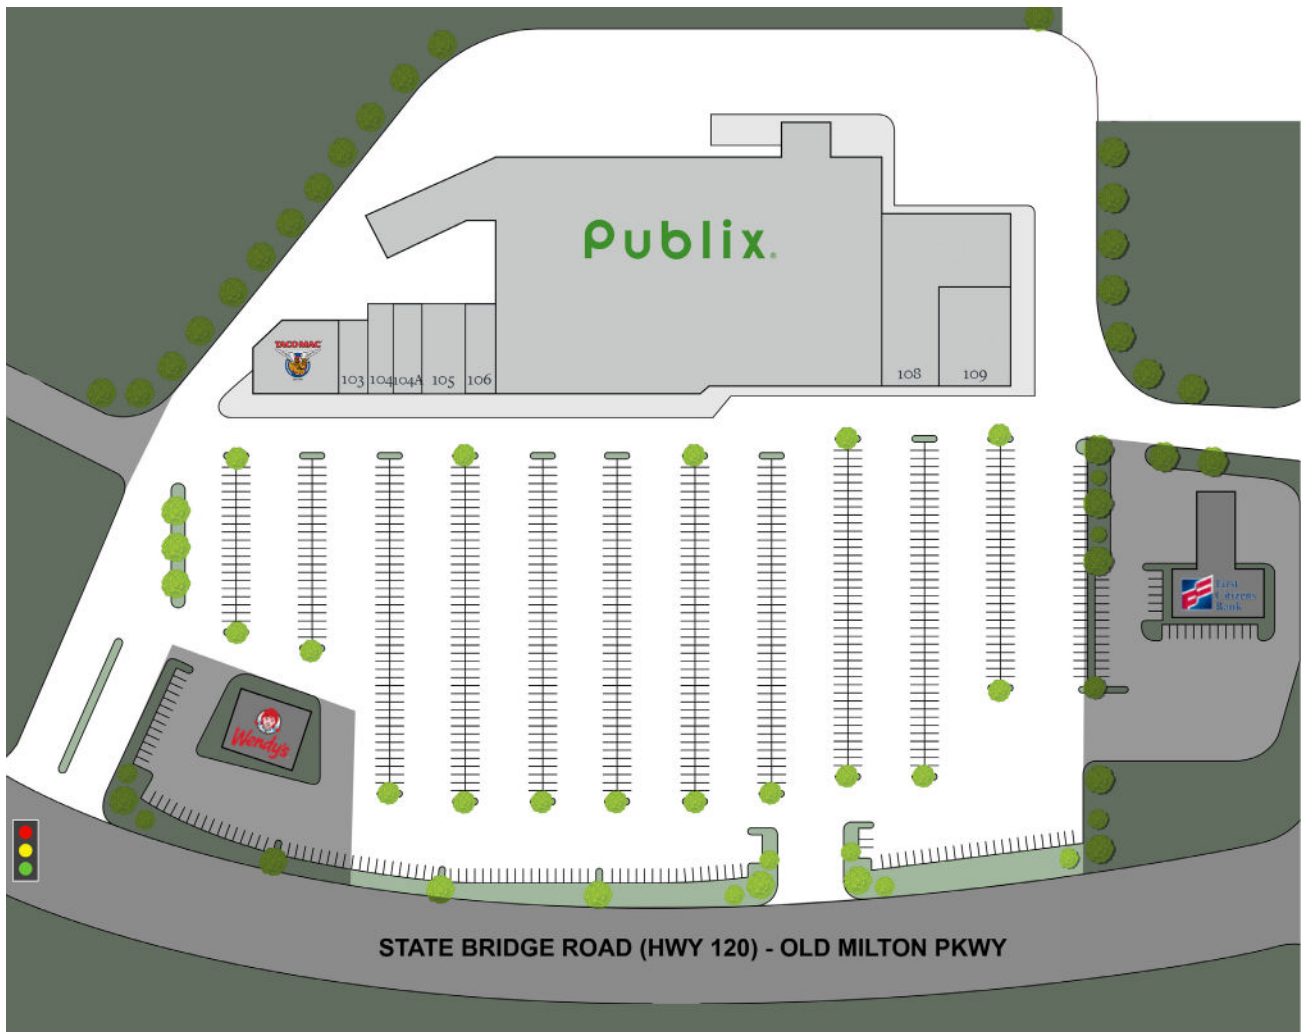 Publix®
TACO MAC
103
104
104A
105
106
108
109
First
Citizens
Bank
Wendy's
STATE BRIDGE ROAD (HWY 120) - OLD MILTON PKWY